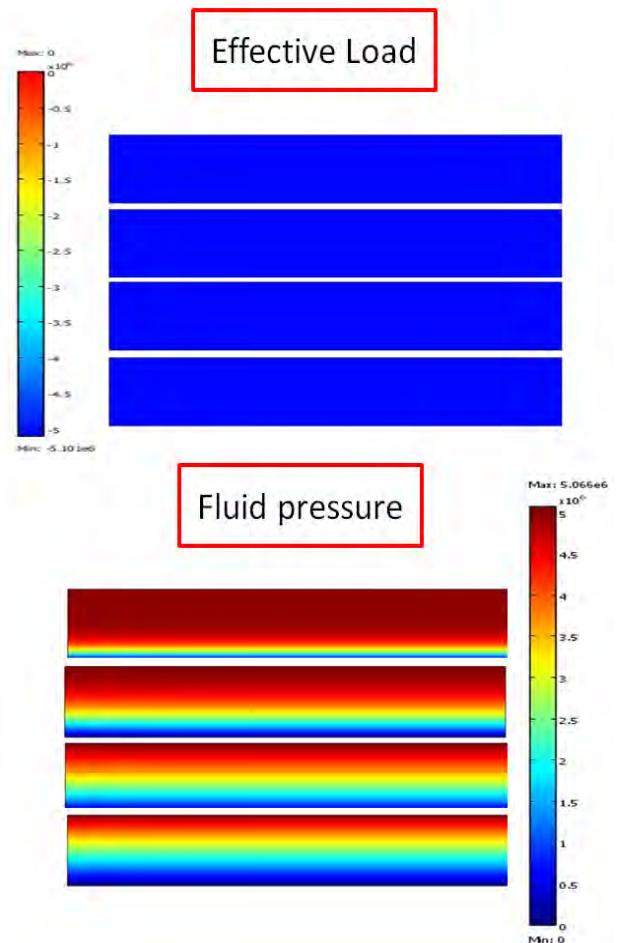 Effective Load
Max: 0
x10⁶
0
-0.5
-1
-1.5
-2
-2.5
-3
-3.5
-4
-4.5
-5
Min: -5.101e6
Fluid pressure
Max: 5.066e6
x10⁶
5
4.5
4
3.5
3
2.5
2
1.5
1
0.5
0
Min: 0